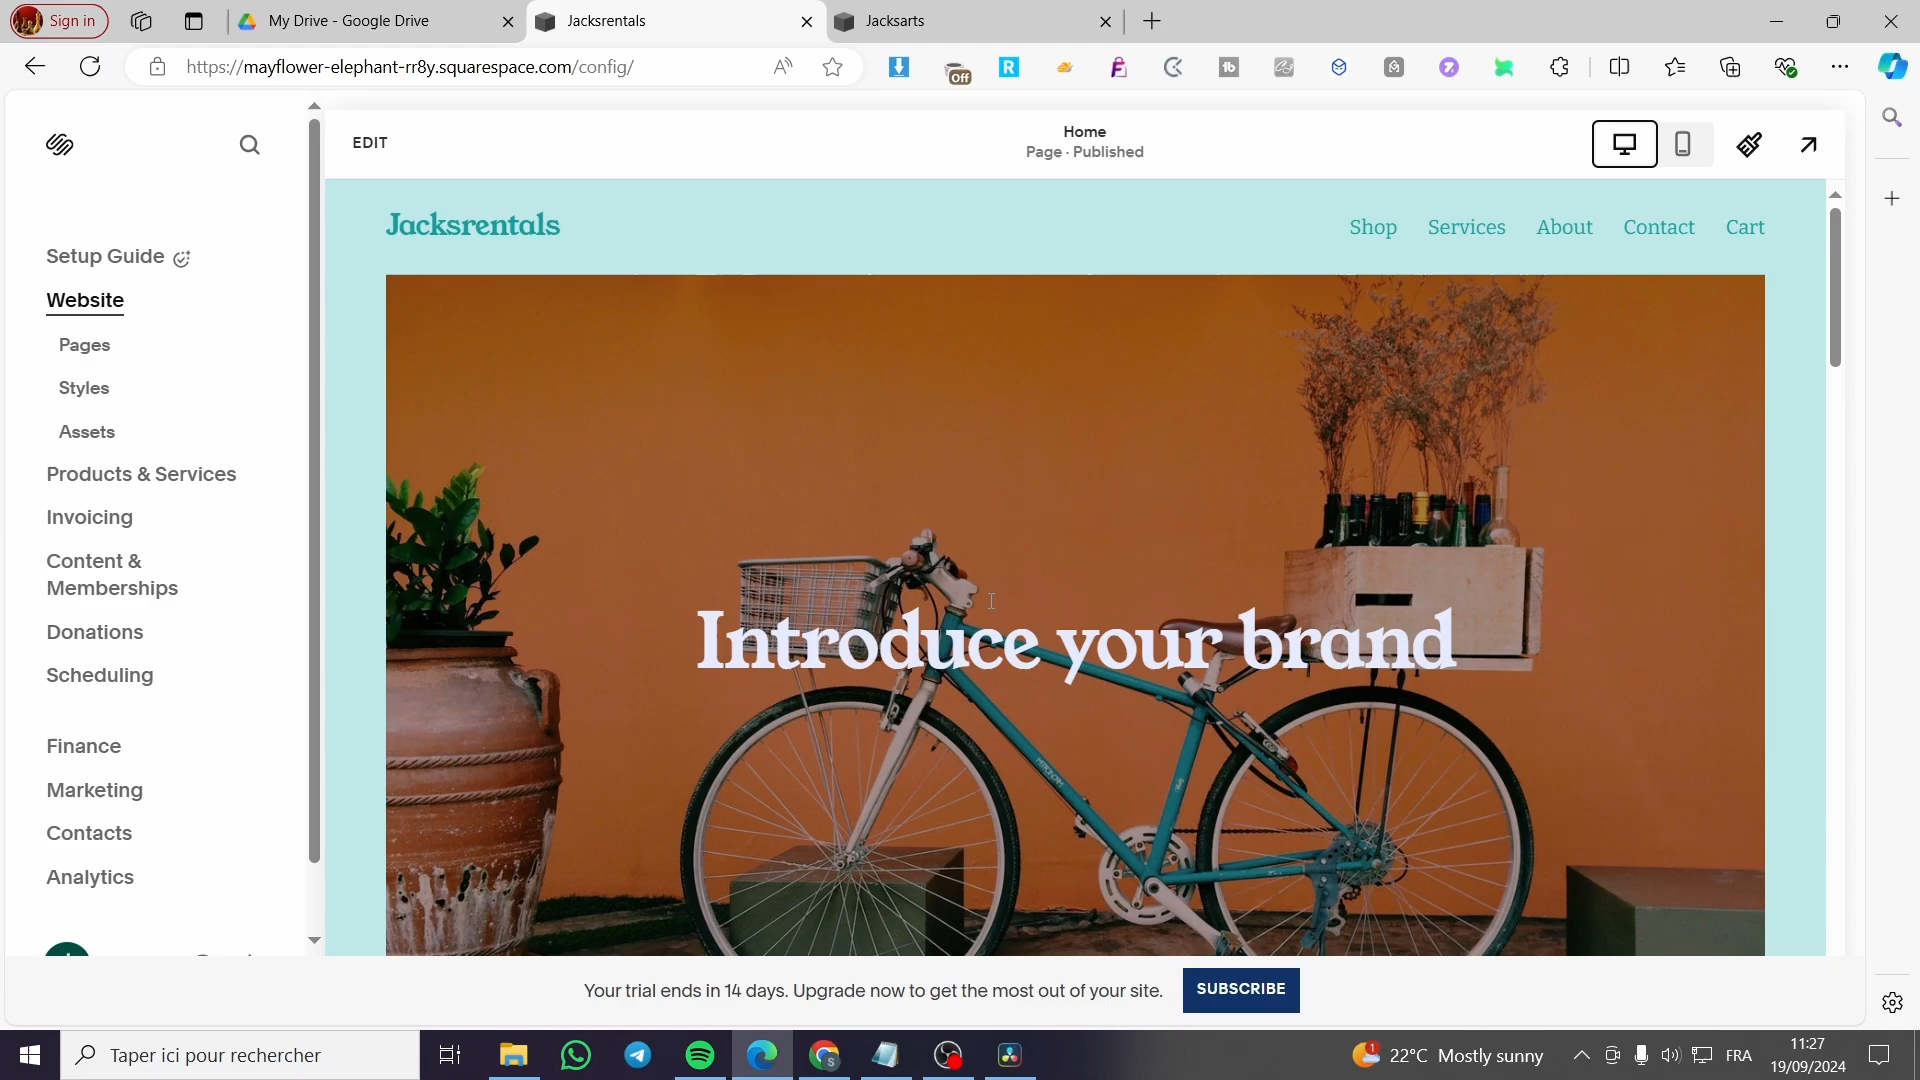 Sign in
My Drive - Google Drive
Jacksrentals
Jacksarts
https://mayflower-elephant-rr8y.squarespace.com/config/
Off
EDIT
Home
Page · Published
Setup Guide
Website
Pages
Styles
Assets
Products & Services
Invoicing
Content &
Memberships
Donations
Scheduling
Finance
Marketing
Contacts
Analytics
Jacksrentals
Shop
Services
About
Contact
Cart
Introduce your brand
Your trial ends in 14 days. Upgrade now to get the most out of your site.
SUBSCRIBE
Taper ici pour rechercher
22°C Mostly sunny
FRA
11:27
19/09/2024